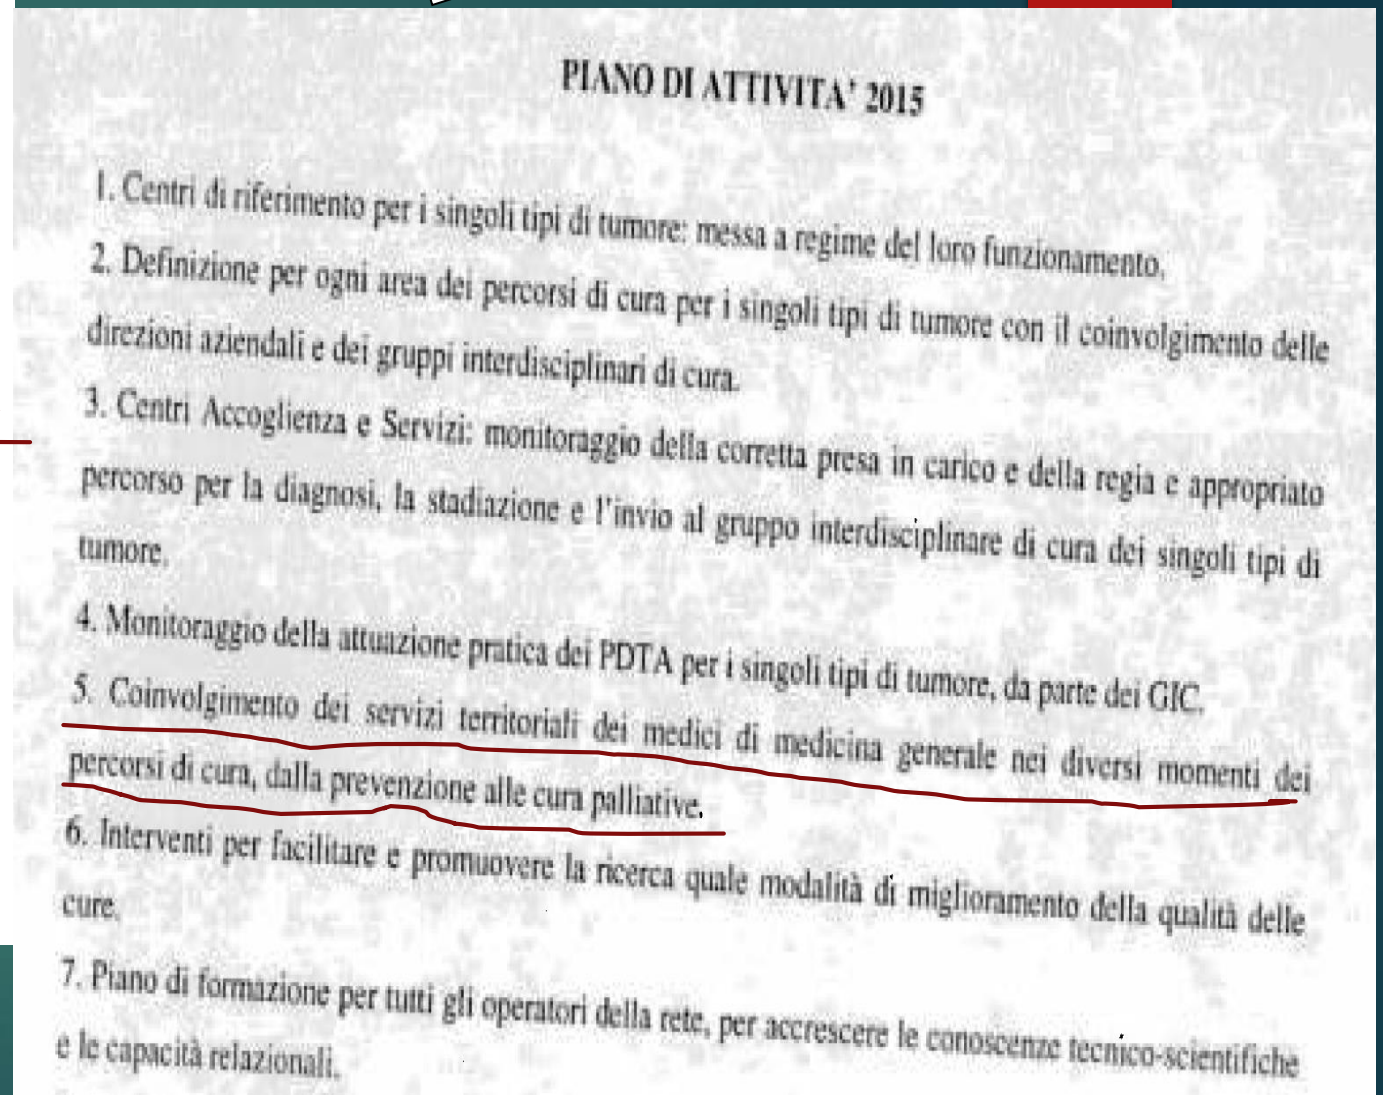 PIANO DI ATTIVITA' 2015
1. Centri di riferimento per i singoli tipi di tumore: messa a regime del loro funzionamento.
2. Definizione per ogni area dei percorsi di cura per i singoli tipi di tumore con il coinvolgimento delle
direzioni aziendali e dei gruppi interdisciplinari di cura.
3. Centri Accoglienza e Servizi: monitoraggio della corretta presa in carico e della regia e appropriato
percorso per la diagnosi, la stadiazione e l'invio al gruppo interdisciplinare di cura dei singoli tipi di
tumore.
4. Monitoraggio della attuazione pratica dei PDTA per i singoli tipi di tumore, da parte dei GIC.
5. Coinvolgimento dei servizi territoriali dei medici di medicina generale nei diversi momenti dei
percorsi di cura, dalla prevenzione alle cura palliative.
6. Interventi per facilitare e promuovere la ricerca quale modalità di miglioramento della qualità delle
cure.
7. Piano di formazione per tutti gli operatori della rete, per accrescere le conoscenze tecnico-scientifiche
e le capacità relazionali.